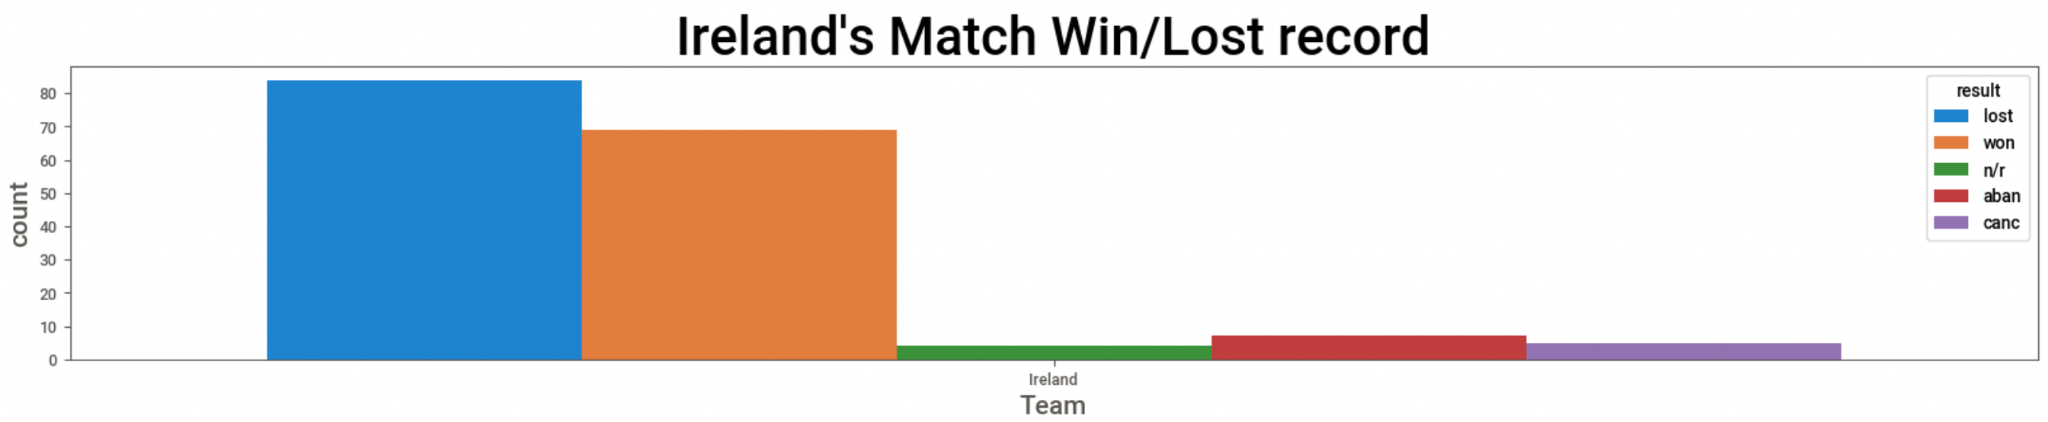 Ireland's Match Win/Lost record
count
80
70
60
50
40
30
20
10
0
result
lost
won
n/r
aban
canc
Ireland
Team